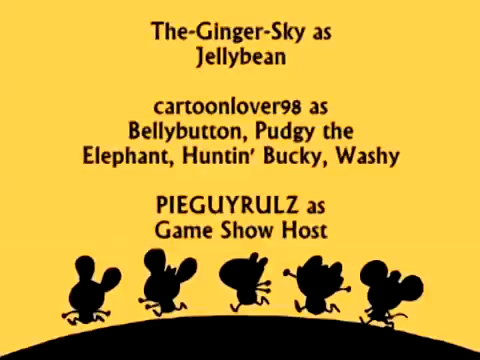 The-Ginger-Sky as
Jellybean
cartoonlover98 as
Bellybutton, Pudgy the
Elephant, Huntin' Bucky, Washy
PIEGUYRULZ as
Game Show Host